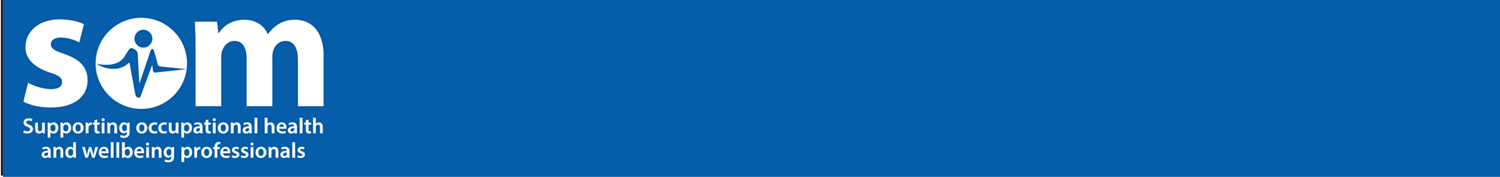 som
Supporting occupational health
and wellbeing professionals